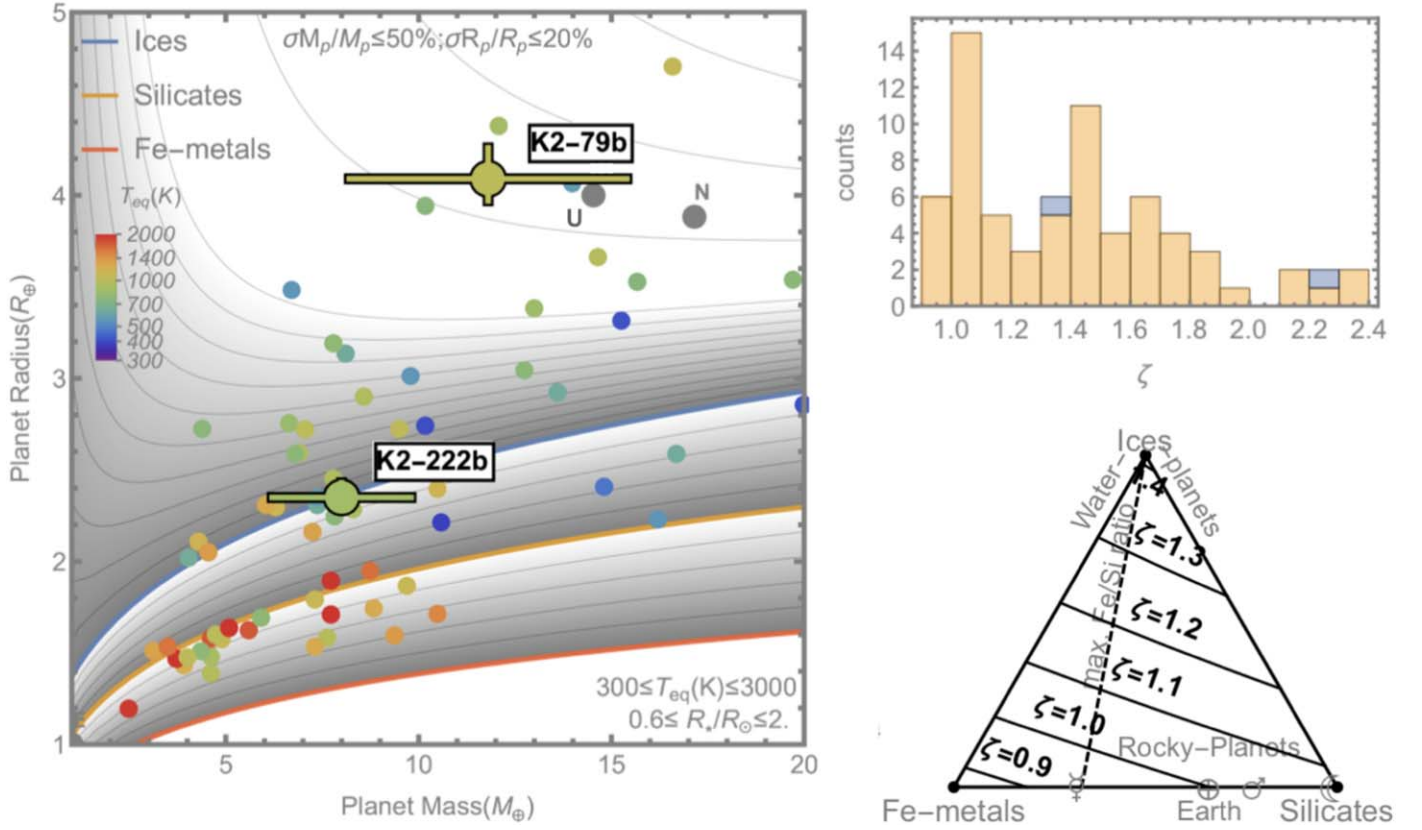 5
Ices
σMp/Mp≤50%;σRp/Rp≤20%
Silicates
Fe−metals
K2−79b
Teq(K)
2000
1400
1000
700
500
400
300
4
U
N
3
K2−222b
2
300≤Teq(K)≤3000
0.6≤ R⋆/R⊙≤2.
1
5
10
15
20
Planet Mass(M⊕)
Planet Radius(R⊕)
14
12
10
8
6
4
2
0
counts
1.0
1.2
1.4
1.6
1.8
2.0
2.2
2.4
ζ
Ices
Water−
−planets
1.4
ζ=1.3
ζ=1.2
ζ=1.1
ζ=1.0
ζ=0.9
max. Fe/Si ratio
Rocky−Planets
☿
⊕
♂
☾
Fe−metals
Earth
Silicates